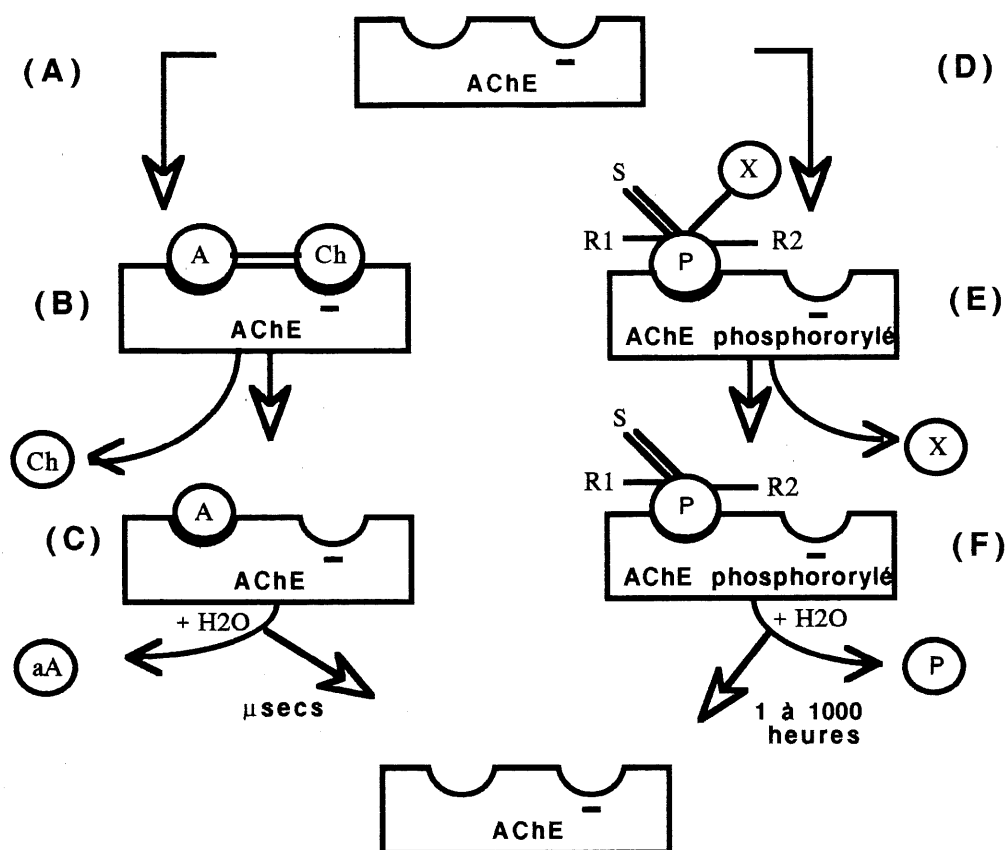 (A)
AChE
(D)
S
X
A
Ch
R1
P
R2
(B)
AChE
(E)
AChE phosphororylé
Ch
S
X
A
R1
P
R2
(C)
AChE
(F)
AChE phosphororylé
+ H2O
+ H2O
aA
P
µsecs
1 à 1000
heures
AChE